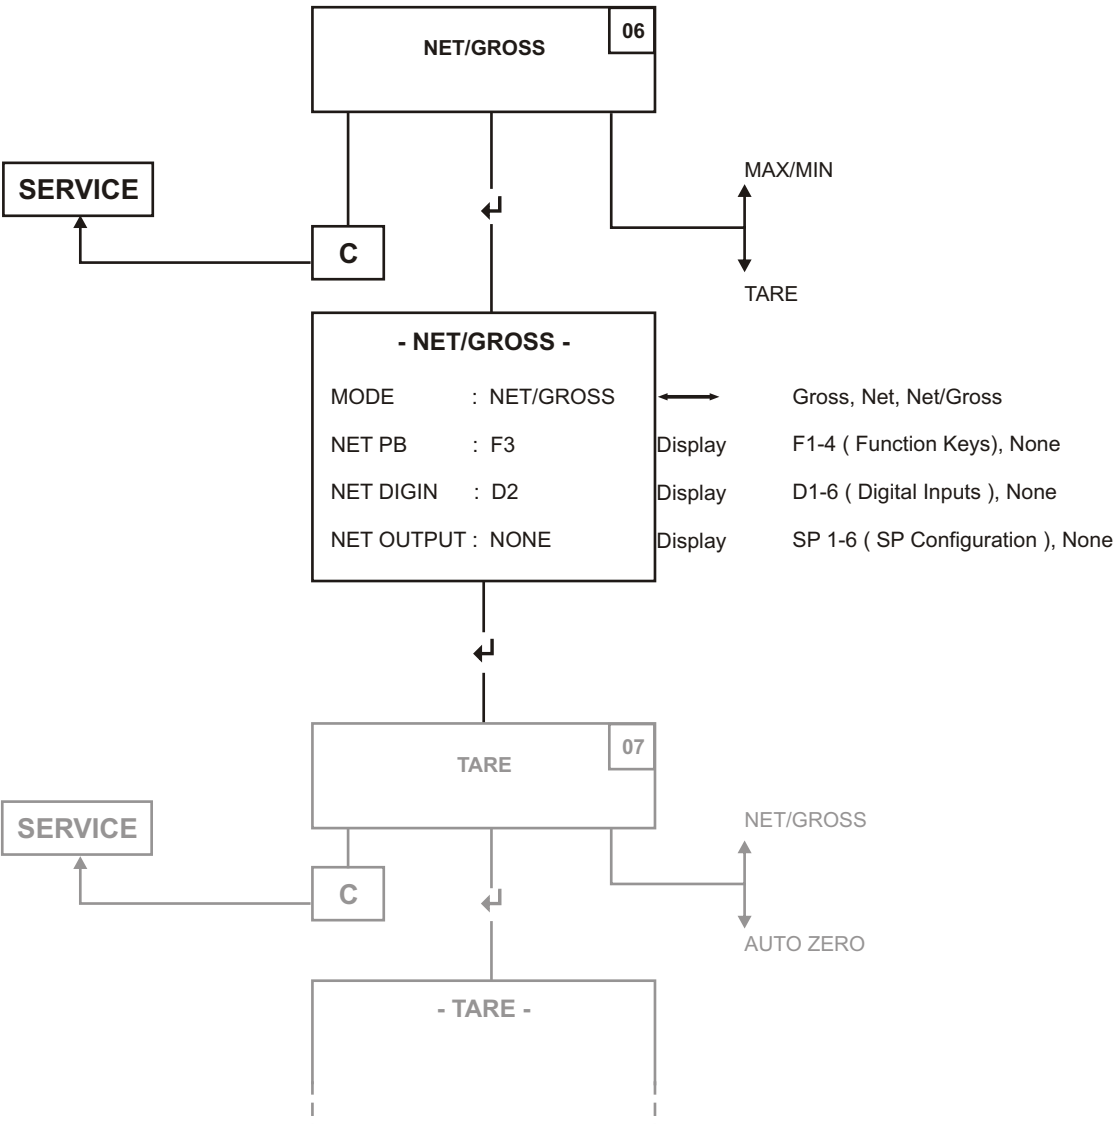 NET/GROSS
06
SERVICE
C
MAX/MIN
TARE
- NET/GROSS -
MODE : NET/GROSS Gross, Net, Net/Gross
NET PB : F3 Display F1-4 ( Function Keys), None
NET DIGIN : D2 Display D1-6 ( Digital Inputs ), None
NET OUTPUT : NONE Display SP 1-6 ( SP Configuration ), None
TARE
07
SERVICE
C
NET/GROSS
AUTO ZERO
- TARE -